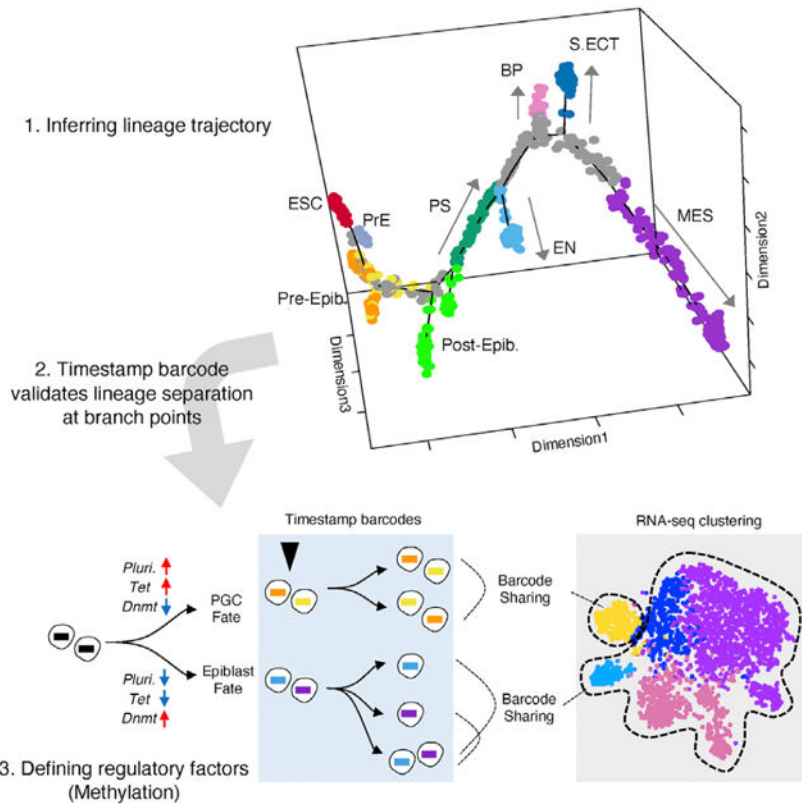 S.ECT
BP
1. Inferring lineage trajectory
ESC
PrE
PS
MES
EN
Dimension2
Pre-Epib.
Post-Epib.
Dimension3
Dimension1
2. Timestamp barcode
validates lineage separation
at branch points
Timestamp barcodes
RNA-seq clustering
Pluri.
Tet
Dnmt
PGC
Fate
Barcode
Sharing
Epiblast
Fate
Pluri.
Tet
Dnmt
Barcode
Sharing
3. Defining regulatory factors
(Methylation)